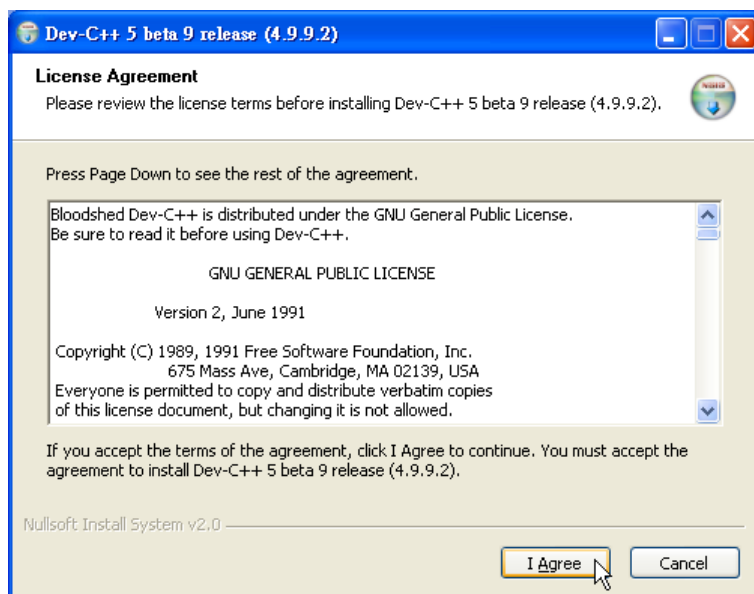 Dev-C++ 5 beta 9 release (4.9.9.2)
License Agreement
Please review the license terms before installing Dev-C++ 5 beta 9 release (4.9.9.2).
Press Page Down to see the rest of the agreement.
Bloodshed Dev-C++ is distributed under the GNU General Public License.
Be sure to read it before using Dev-C++.
GNU GENERAL PUBLIC LICENSE
Version 2, June 1991
Copyright (C) 1989, 1991 Free Software Foundation, Inc.
675 Mass Ave, Cambridge, MA 02139, USA
Everyone is permitted to copy and distribute verbatim copies
of this license document, but changing it is not allowed.
If you accept the terms of the agreement, click I Agree to continue. You must accept the
agreement to install Dev-C++ 5 beta 9 release (4.9.9.2).
Nullsoft Install System v2.0
I Agree
Cancel